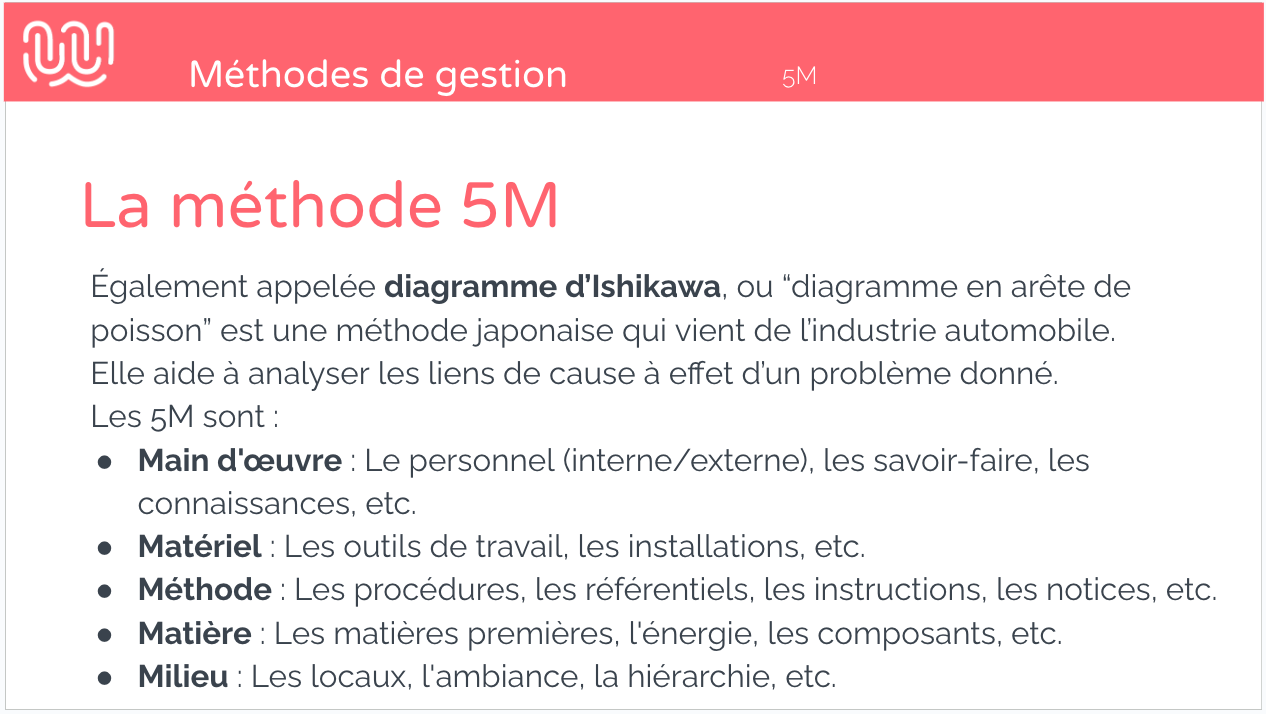 Méthodes de gestion
5M
La méthode 5M
Également appelée diagramme d’Ishikawa, ou “diagramme en arête de
poisson” est une méthode japonaise qui vient de l’industrie automobile.
Elle aide à analyser les liens de cause à effet d’un problème donné.
Les 5M sont :
● Main d'œuvre : Le personnel (interne/externe), les savoir-faire, les
connaissances, etc.
● Matériel : Les outils de travail, les installations, etc.
● Méthode : Les procédures, les référentiels, les instructions, les notices, etc.
● Matière : Les matières premières, l'énergie, les composants, etc.
● Milieu : Les locaux, l'ambiance, la hiérarchie, etc.